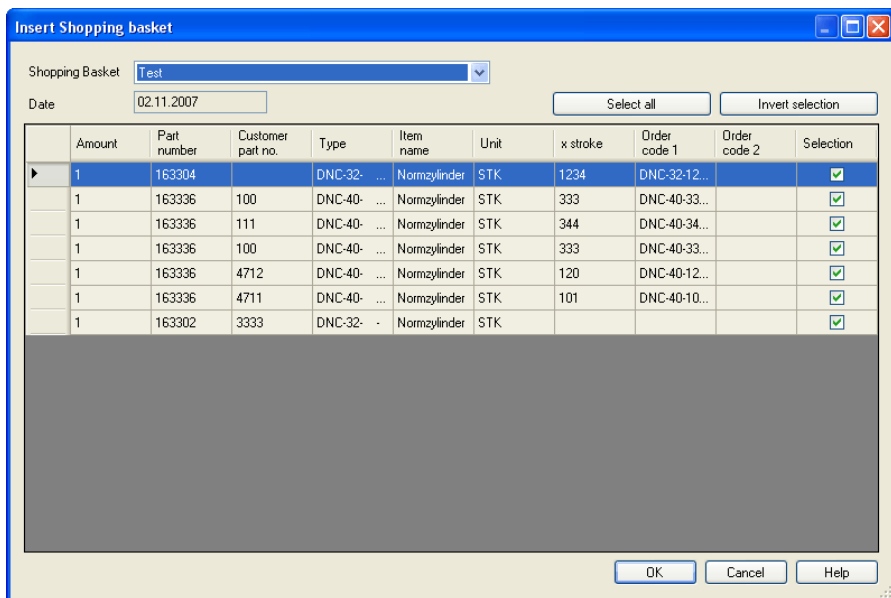 Insert Shopping basket
Shopping Basket Test
Date 02.11.2007 Select all Invert selection
Amount Part number Customer part no. Type Item name Unit x stroke Order code 1 Order code 2 Selection
1 163304 DNC-32- ... Normzylinder STK 1234 DNC-32-12...
1 163336 100 DNC-40- ... Normzylinder STK 333 DNC-40-33...
1 163336 111 DNC-40- ... Normzylinder STK 344 DNC-40-34...
1 163336 100 DNC-40- ... Normzylinder STK 333 DNC-40-33...
1 163336 4712 DNC-40- ... Normzylinder STK 120 DNC-40-12...
1 163336 4711 DNC-40- ... Normzylinder STK 101 DNC-40-10...
1 163302 3333 DNC-32- - Normzylinder STK
OK Cancel Help